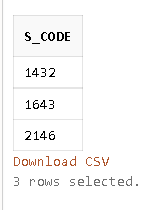 S_CODE
1432
1643
2146
Download CSV
3 rows selected.